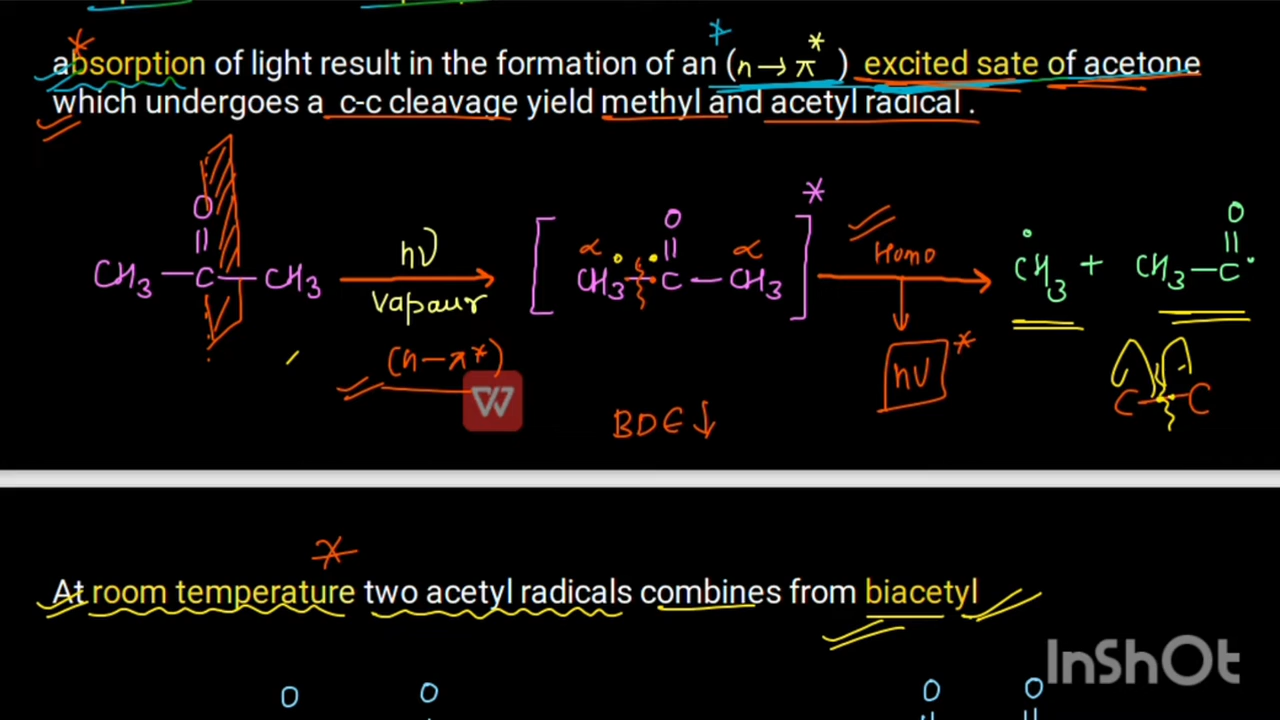 absorption of light result in the formation of an (n→π*) excited sate of acetone
which undergoes a c-c cleavage yield methyl and acetyl radical .
O
||
CH3—C—CH3
hν
vapour
(n-π*)
[
O
||
α α
CH3—C—CH3
]*
Homo
hν *
ĊH3 + CH3—C·
||
O
C—C
BDE↓
W
At room temperature two acetyl radicals combines from biacetyl
O O O O
InShOt